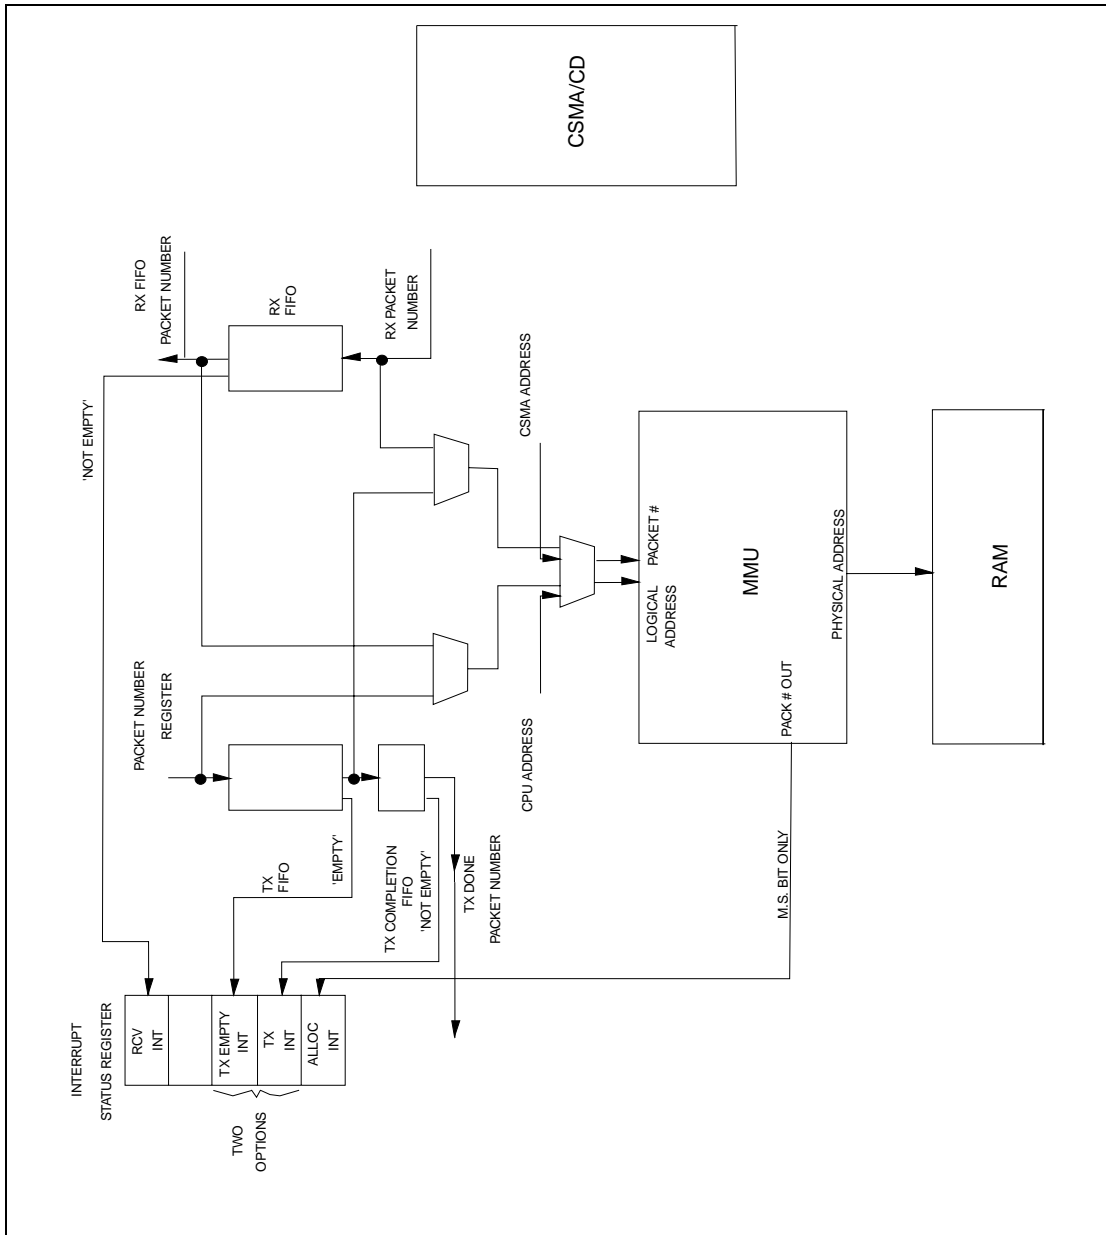 INTERRUPT
STATUS REGISTER
RCV
INT
TX EMPTY
INT
TX
INT
ALLOC
INT
TWO
OPTIONS
'NOT EMPTY'
TX
FIFO
'EMPTY'
TX COMPLETION
FIFO
'NOT EMPTY'
TX DONE
PACKET NUMBER
M.S. BIT ONLY
PACKET NUMBER
REGISTER
CPU ADDRESS
LOGICAL
ADDRESS
PACKET #
MMU
PACK # OUT
PHYSICAL ADDRESS
RAM
RX FIFO
PACKET NUMBER
RX
FIFO
RX PACKET
NUMBER
CSMA ADDRESS
CSMA/CD